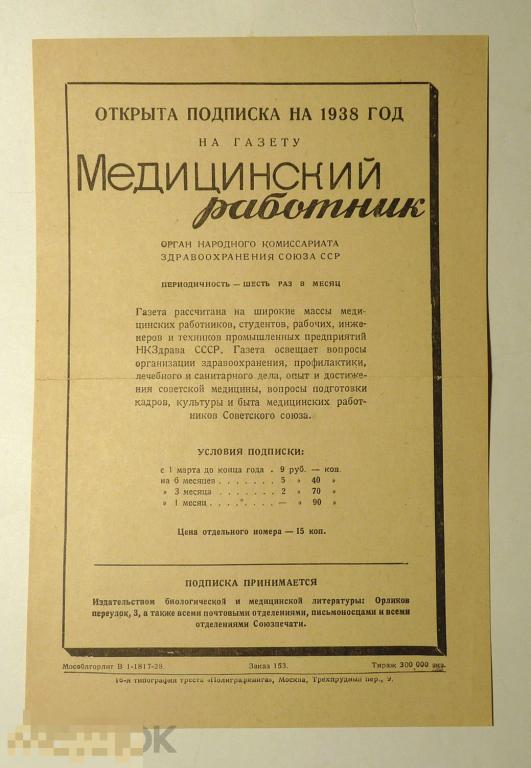 ОТКРЫТА ПОДПИСКА НА 1938 ГОД
НА ГАЗЕТУ
Медицинский
работник
ОРГАН НАРОДНОГО КОМИССАРИАТА
ЗДРАВООХРАНЕНИЯ СОЮЗА ССР
ПЕРИОДИЧНОСТЬ — ШЕСТЬ РАЗ В МЕСЯЦ
Газета рассчитана на широкие массы меди-
цинских работников, студентов, рабочих, инже-
неров и техников промышленных предприятий
НКЗдрава СССР. Газета освещает вопросы
организации здравоохранения, профилактики,
лечебного и санитарного дела, опыт и достиже-
ния советской медицины, вопросы подготовки
кадров, культуры и быта медицинских работ-
ников Советского союза.
УСЛОВИЯ ПОДПИСКИ:
с 1 марта до конца года . 9 руб. — коп.
на 6 месяцев . . . . . . . 5 » 40 »
» 3 месяца . . . . . . . . 2 » 70 »
» 1 месяц . . . . . . . . — » 90 »
Цена отдельного номера — 15 коп.
ПОДПИСКА ПРИНИМАЕТСЯ
Издательством биологической и медицинской литературы: Орликов
переулок, 3, а также всеми почтовыми отделениями, письмоносцами и всеми
отделениями Союзпечати.
Мособлгорлит В 1-1817-28. Заказ 153. Тираж 300 000 экз.
16-я типография треста «Полиграфкнига», Москва, Трехпрудный пер., 9.